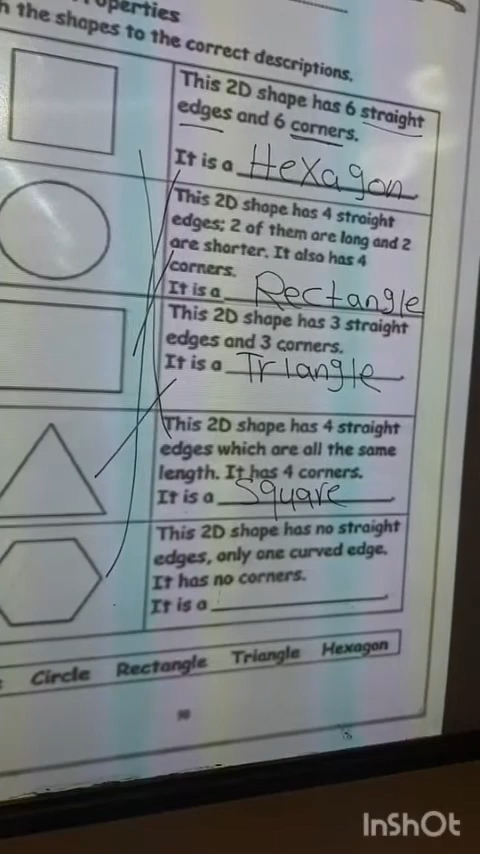 operties
h the shapes to the correct descriptions.
This 2D shape has 6 straight
edges and 6 corners.
It is a Hexagon
This 2D shape has 4 straight
edges; 2 of them are long and 2
are shorter. It also has 4
corners.
It is a Rectangle
This 2D shape has 3 straight
edges and 3 corners.
It is a Triangle
This 2D shape has 4 straight
edges which are all the same
length. It has 4 corners.
It is a Square
This 2D shape has no straight
edges, only one curved edge.
It has no corners.
It is a
Circle Rectangle Triangle Hexagon
InShOt